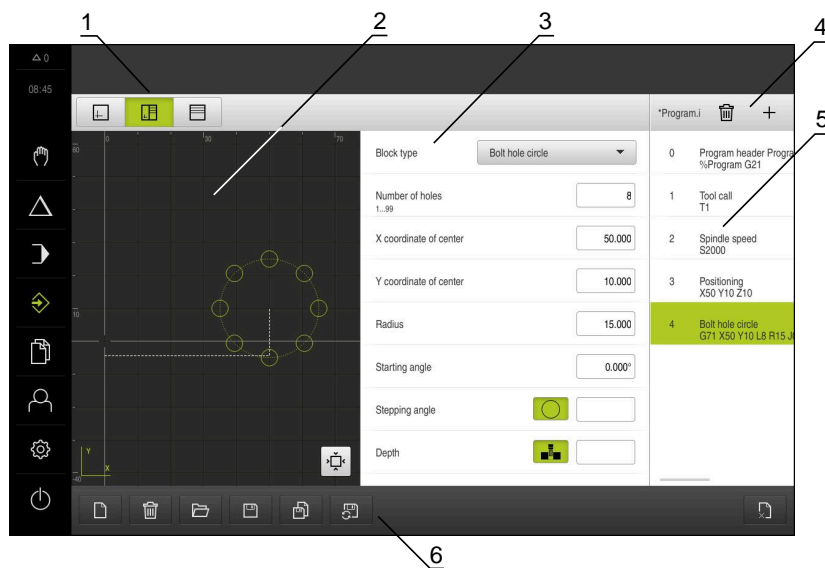 1
2
3
4
5
6
0
08:45
*Program.i
60
0
30
70
10
-40
Y
X
Block type
Bolt hole circle
Number of holes
1...99
8
X coordinate of center
50.000
Y coordinate of center
10.000
Radius
15.000
Starting angle
0.000°
Stepping angle
Depth
0
Program header Progra
%Program G21
1
Tool call
T1
2
Spindle speed
S2000
3
Positioning
X50 Y10 Z10
4
Bolt hole circle
G71 X50 Y10 L8 R15 J